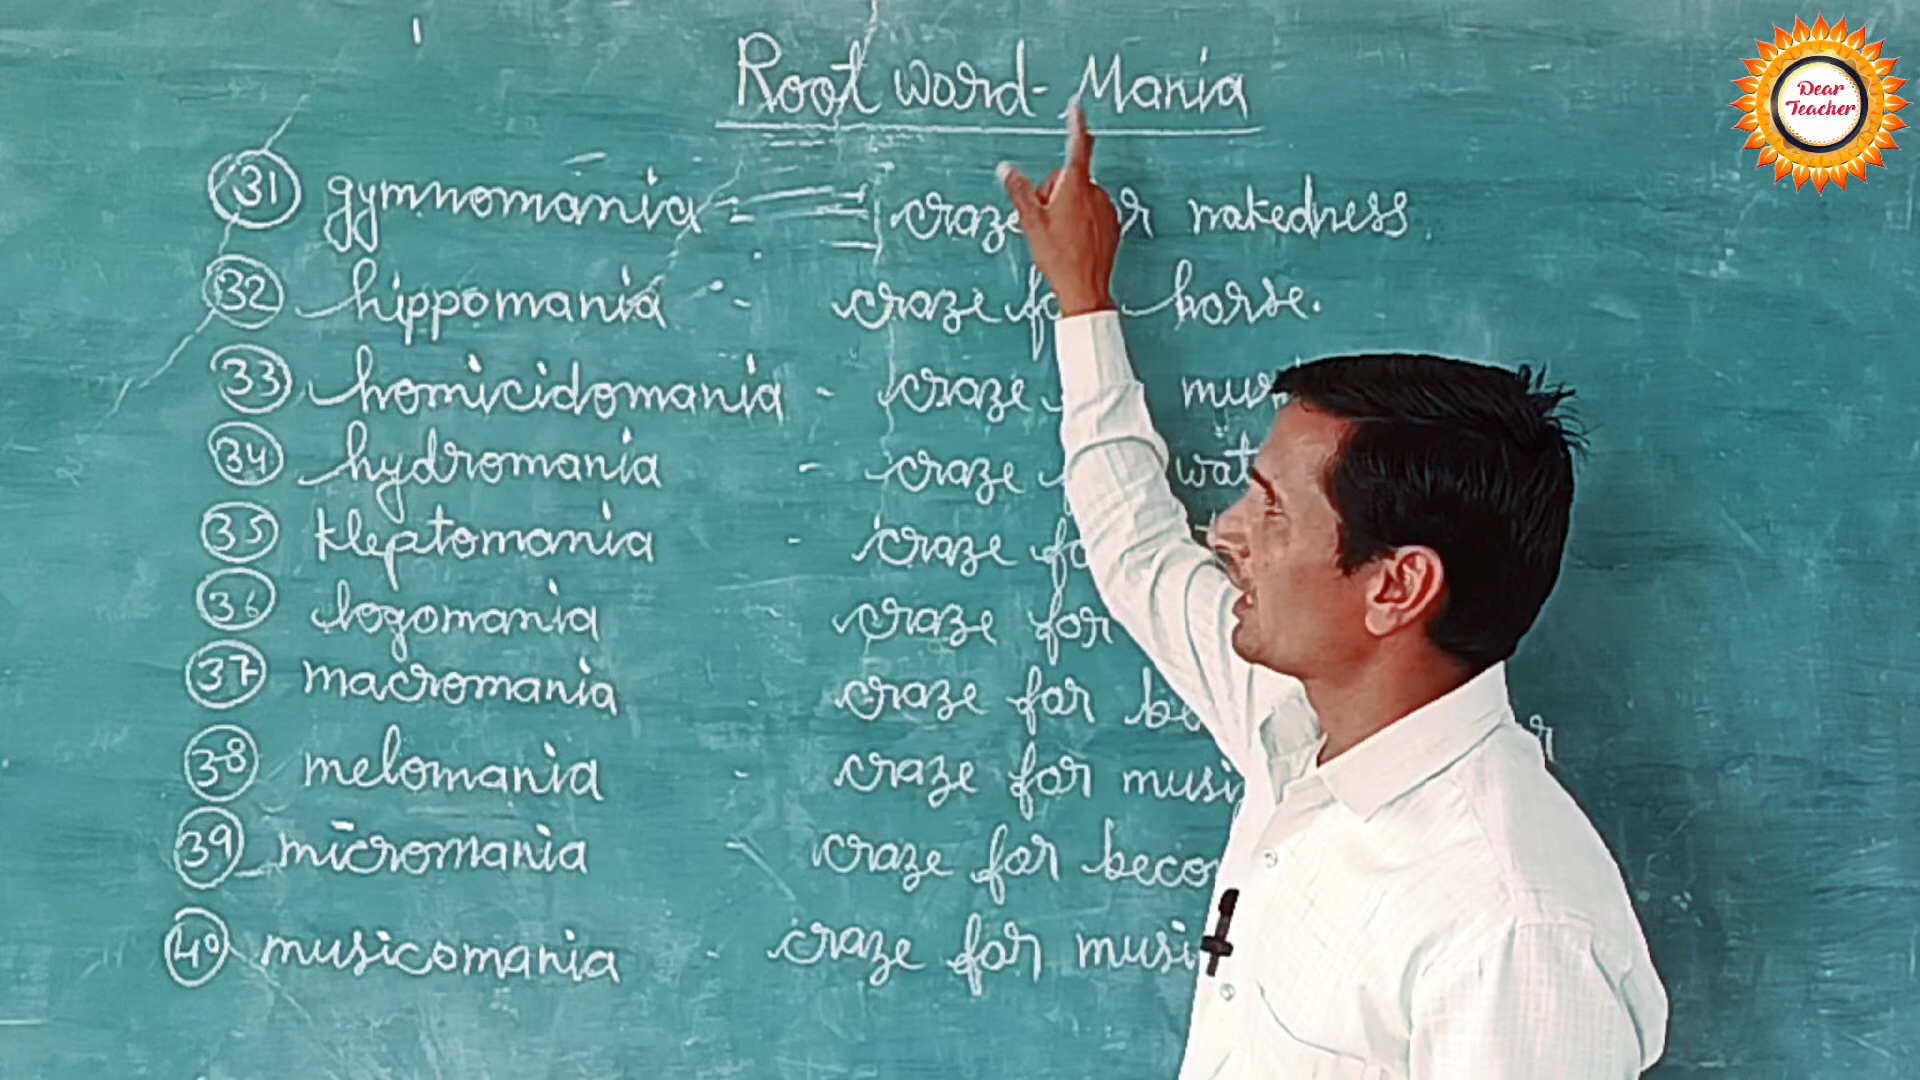 Root word - Mania
Dear
Teacher
31 gymnomania - craze nakedness.
32 hippomania - craze horse.
33 homicidomania - craze
34 hydromania - craze
35 kleptomania - craze
36 logomania - craze for
37 macromania craze for
38 melomania - craze for
39 micromania - craze for
40 musicomania - craze for